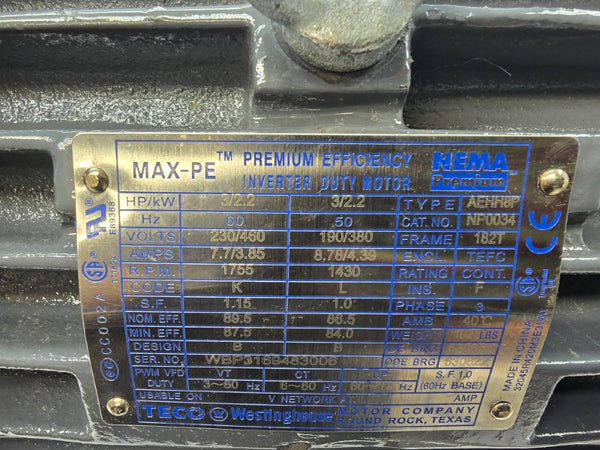 MAX-PE™ PREMIUM EFFICIENCY INVERTER DUTY MOTOR
NEMA Premium
HP/kW 3/2.2 3/2.2 TYPE AEHH8P
Hz 60 50 CAT.NO. NP0034
VOLTS 230/460 190/380 FRAME 182T
AMPS 7.7/3.85 8.78/4.39 ENCL. TEFC
R.P.M. 1755 1430 RATING CONT.
CODE K L INS. F
S.F. 1.15 1.0 PHASE 3
NOM.EFF. 89.5 86.5 AMB 40°C
MIN.EFF. 87.5 84.0 LBS
DESIGN B B
SERIAL NO.
PWM VFD VT CT S.F. 1.0
DUTY 3~60 Hz 6~60 Hz Hz (60Hz BASE)
USABLE ON V NETWORK AT AMP
TECO Westinghouse MOTOR COMPANY
ROUND ROCK, TEXAS
CC002A
MADE IN CHINA
CE